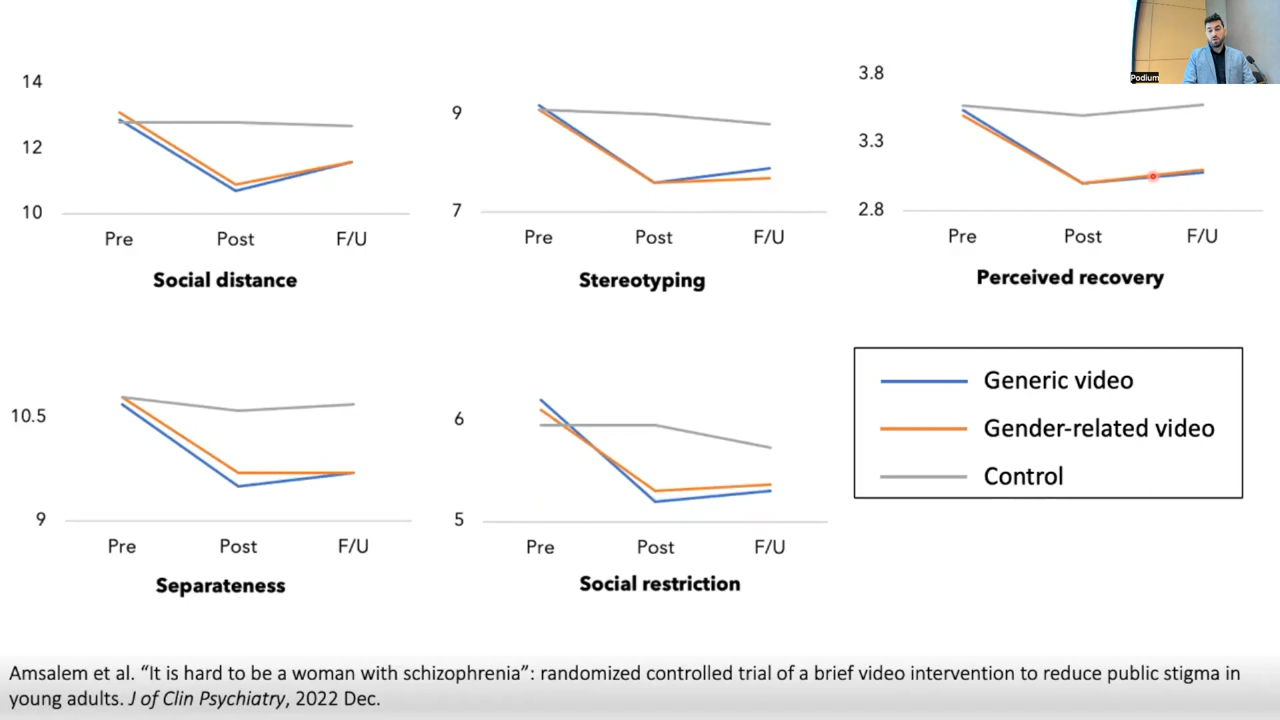 Podium
14
12
10
Pre Post F/U
Social distance
9
7
Pre Post F/U
Stereotyping
3.8
3.3
2.8
Pre Post F/U
Perceived recovery
10.5
9
Pre Post F/U
Separateness
6
5
Pre Post F/U
Social restriction
Generic video
Gender-related video
Control
Amsalem et al. “It is hard to be a woman with schizophrenia”: randomized controlled trial of a brief video intervention to reduce public stigma in
young adults. J of Clin Psychiatry, 2022 Dec.